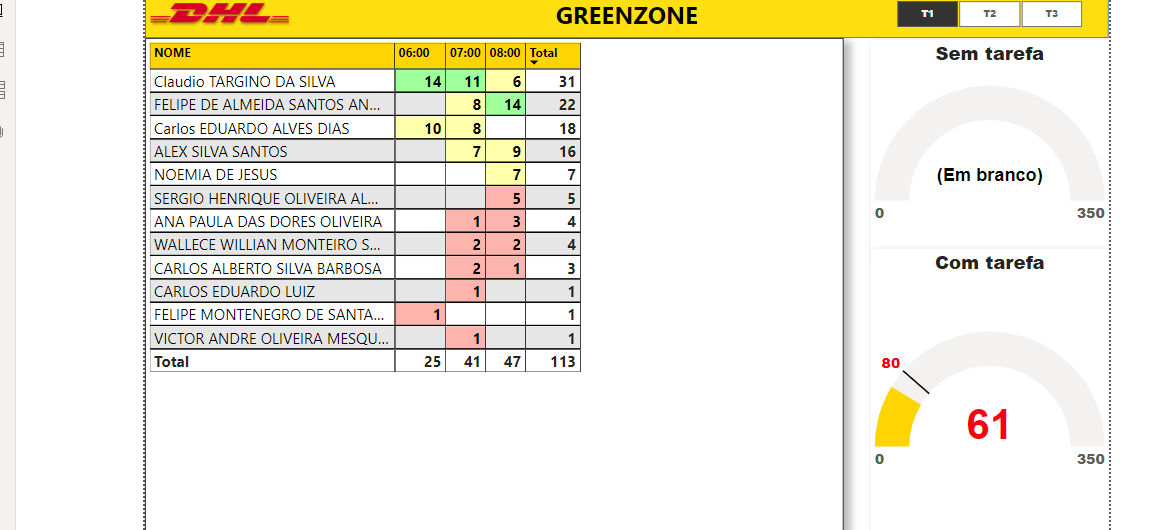 DHL
GREENZONE
T1 T2 T3
NOME 06:00 07:00 08:00 Total
Claudio TARGINO DA SILVA 14 11 6 31
FELIPE DE ALMEIDA SANTOS AN... 8 14 22
Carlos EDUARDO ALVES DIAS 10 8 18
ALEX SILVA SANTOS 7 9 16
NOEMIA DE JESUS 7 7
SERGIO HENRIQUE OLIVEIRA AL... 5 5
ANA PAULA DAS DORES OLIVEIRA 1 3 4
WALLECE WILLIAN MONTEIRO S... 2 2 4
CARLOS ALBERTO SILVA BARBOSA 2 1 3
CARLOS EDUARDO LUIZ 1 1
FELIPE MONTENEGRO DE SANTA... 1 1
VICTOR ANDRE OLIVEIRA MESQU... 1 1
Total 25 41 47 113
Sem tarefa
(Em branco)
0 350
Com tarefa
80
61
0 350